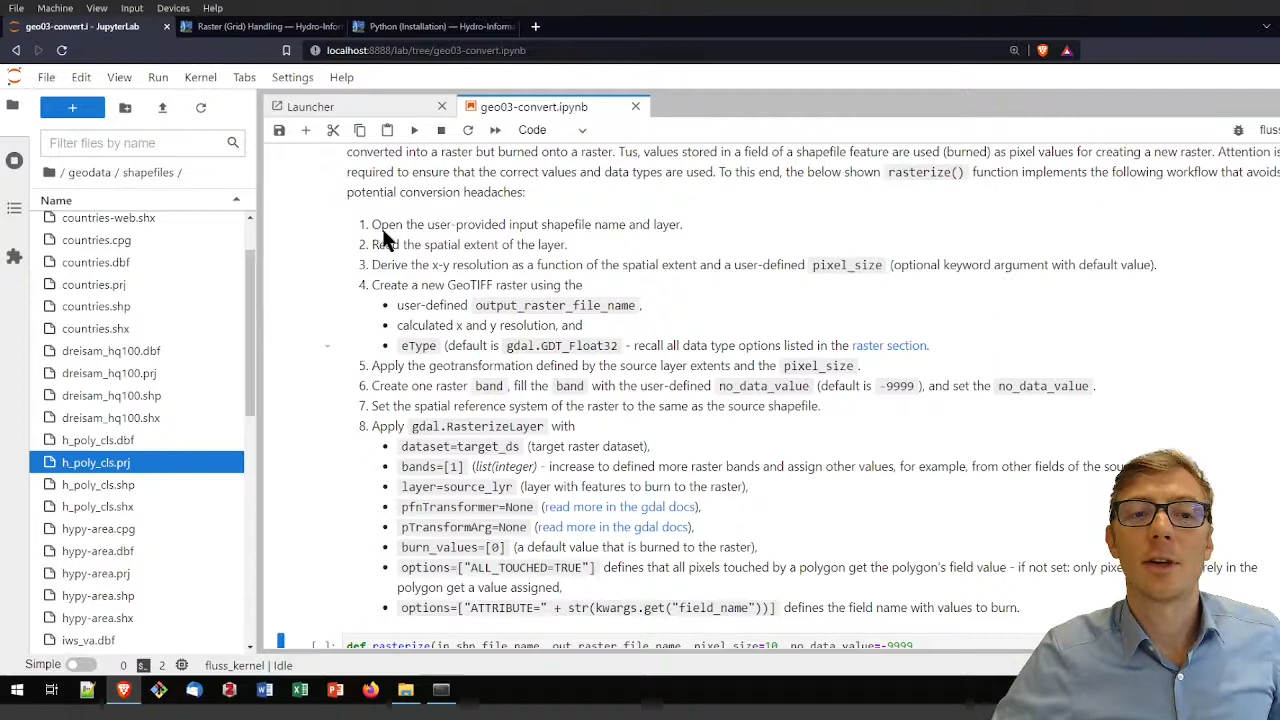 File Machine View Input Devices Help
geo03-convert.i - JupyterLab
Raster (Grid) Handling — Hydro-Infor
Python (Installation) — Hydro-Inform
localhost:8888/lab/tree/geo03-convert.ipynb
File Edit View Run Kernel Tabs Settings Help
Launcher
geo03-convert.ipynb
Filter files by name
Code
flus
/ geodata / shapefiles /
Name
countries-web.shx
countries.cpg
countries.dbf
countries.prj
countries.shp
countries.shx
dreisam_hq100.dbf
dreisam_hq100.prj
dreisam_hq100.shp
dreisam_hq100.shx
h_poly_cls.dbf
h_poly_cls.prj
h_poly_cls.shp
h_poly_cls.shx
hypy-area.cpg
hypy-area.dbf
hypy-area.prj
hypy-area.shp
hypy-area.shx
iws_va.dbf
converted into a raster but burned onto a raster. Tus, values stored in a field of a shapefile feature are used (burned) as pixel values for creating a new raster. Attention is
required to ensure that the correct values and data types are used. To this end, the below shown rasterize() function implements the following workflow that avoids
potential conversion headaches:
1. Open the user-provided input shapefile name and layer.
2. Read the spatial extent of the layer.
3. Derive the x-y resolution as a function of the spatial extent and a user-defined pixel_size (optional keyword argument with default value).
4. Create a new GeoTIFF raster using the
• user-defined output_raster_file_name,
• calculated x and y resolution, and
• eType (default is gdal.GDT_Float32 - recall all data type options listed in the raster section.
5. Apply the geotransformation defined by the source layer extents and the pixel_size.
6. Create one raster band, fill the band with the user-defined no_data_value (default is -9999), and set the no_data_value.
7. Set the spatial reference system of the raster to the same as the source shapefile.
8. Apply gdal.RasterizeLayer with
• dataset=target_ds (target raster dataset),
• bands=[1] (list(integer) - increase to defined more raster bands and assign other values, for example, from other fields of the sou
• layer=source_lyr (layer with features to burn to the raster),
• pfnTransformer=None (read more in the gdal docs),
• pTransformArg=None (read more in the gdal docs),
• burn_values=[0] (a default value that is burned to the raster),
• options=["ALL_TOUCHED=TRUE"] defines that all pixels touched by a polygon get the polygon's field value - if not set: only pixe rely in the
polygon get a value assigned,
• options=["ATTRIBUTE=" + str(kwargs.get("field_name"))] defines the field name with values to burn.
[ ]: def rasterize(in_shp_file_name, out_raster_file_name, pixel_size=10, no_data_value=-9999
Simple 0 2 fluss_kernel | Idle